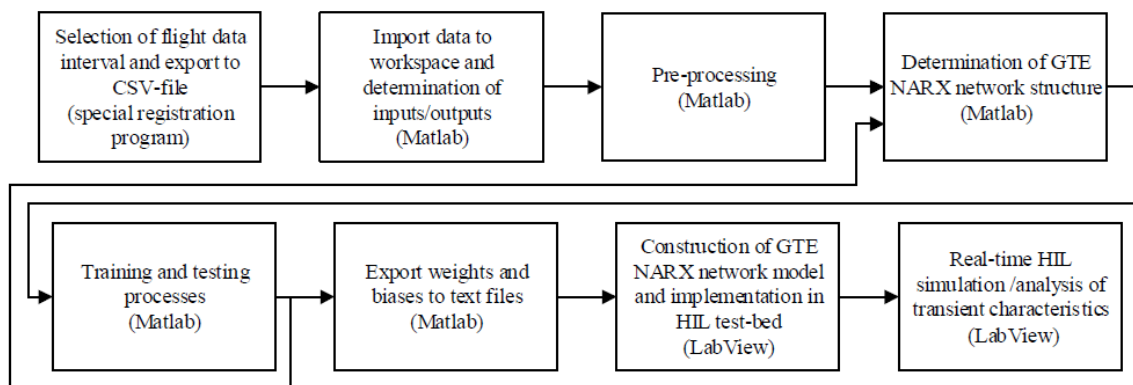 Selection of flight data
interval and export to
CSV-file
(special registration
program)
Import data to
workspace and
determination of
inputs/outputs
(Matlab)
Pre-processing
(Matlab)
Determination of GTE
NARX network structure
(Matlab)
Training and testing
processes
(Matlab)
Export weights and
biases to text files
(Matlab)
Construction of GTE
NARX network model
and implementation in
HIL test-bed
(LabView)
Real-time HIL
simulation /analysis of
transient characteristics
(LabView)